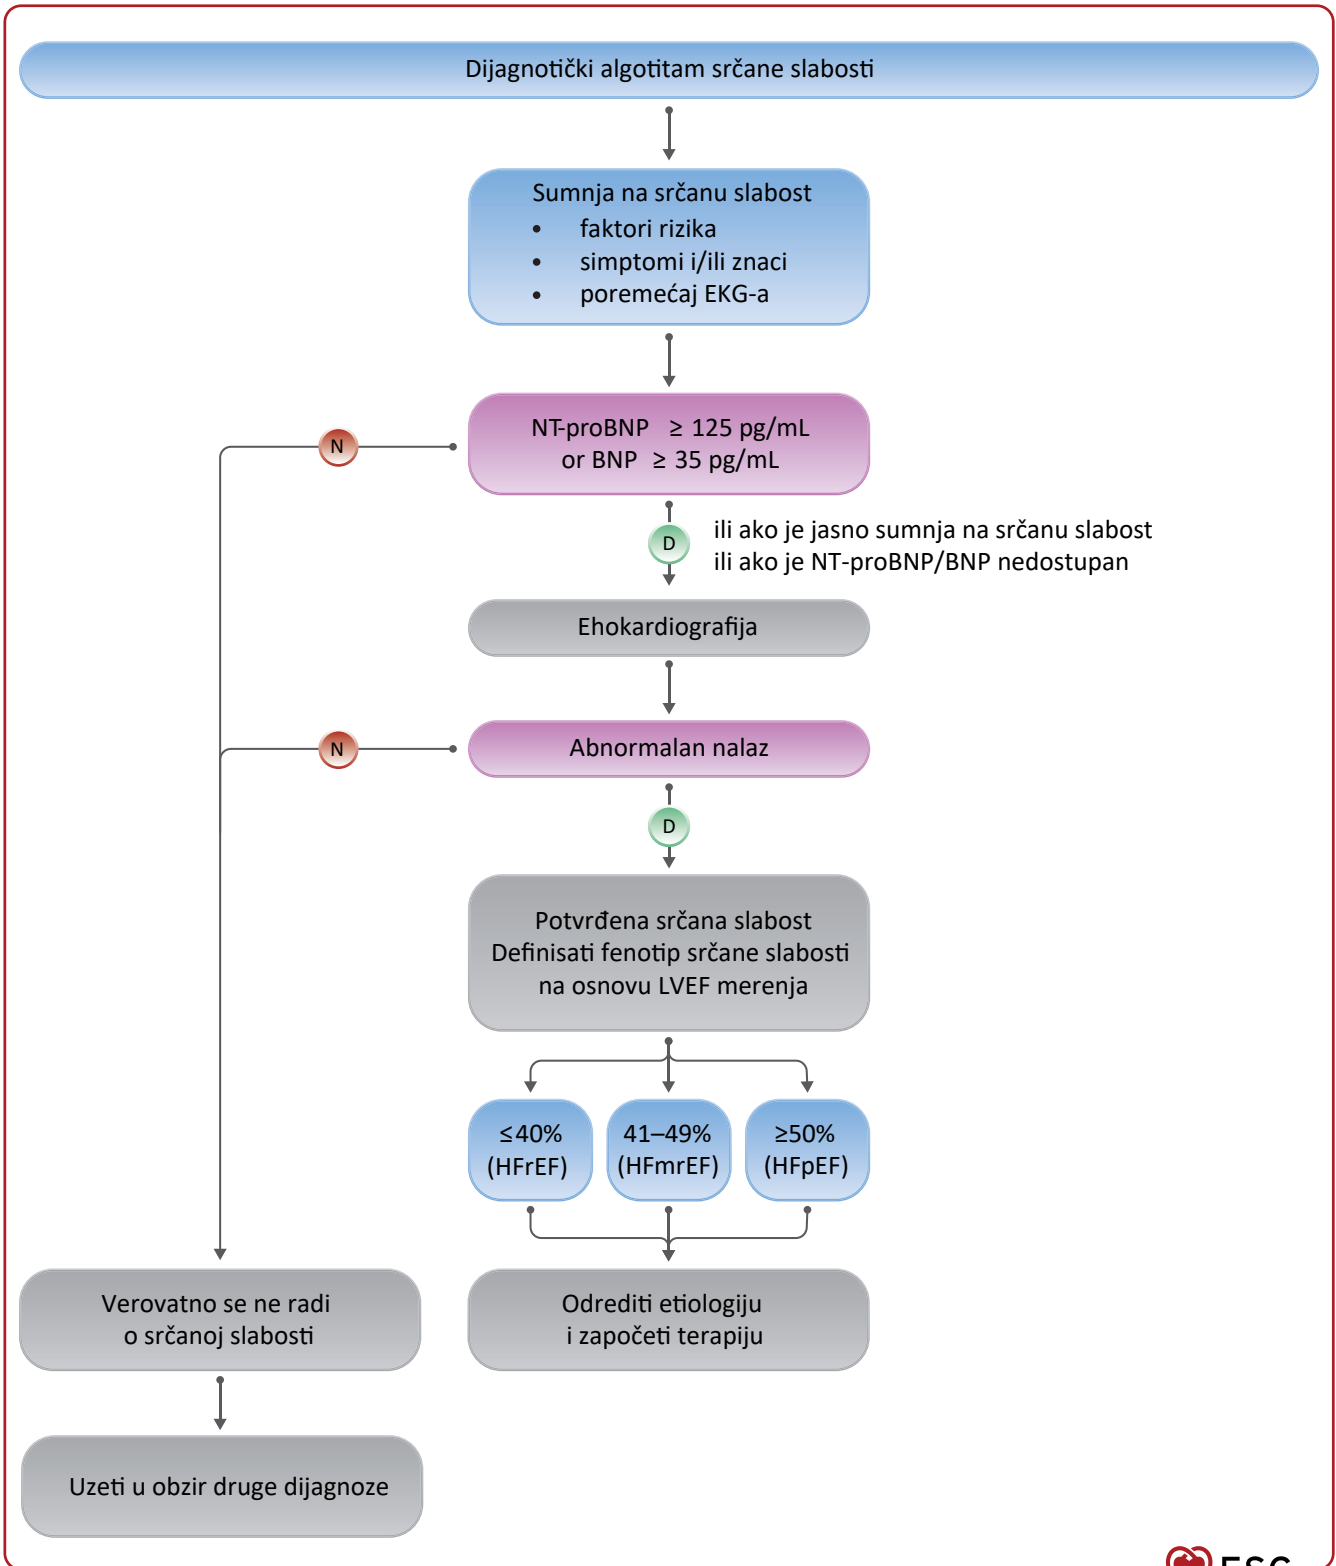 Dijagnotički algotitam srčane slabosti
Sumnja na srčanu slabost
• faktori rizika
• simptomi i/ili znaci
• poremećaj EKG-a
NT-proBNP ≥ 125 pg/mL
or BNP ≥ 35 pg/mL
N
D
ili ako je jasno sumnja na srčanu slabost
ili ako je NT-proBNP/BNP nedostupan
Ehokardiografija
Abnormalan nalaz
N
D
Potvrđena srčana slabost
Definisati fenotip srčane slabosti
na osnovu LVEF merenja
≤40%
(HFrEF)
41–49%
(HFmrEF)
≥50%
(HFpEF)
Verovatno se ne radi
o srčanoj slabosti
Odrediti etiologiju
i započeti terapiju
Uzeti u obzir druge dijagnoze
ESC